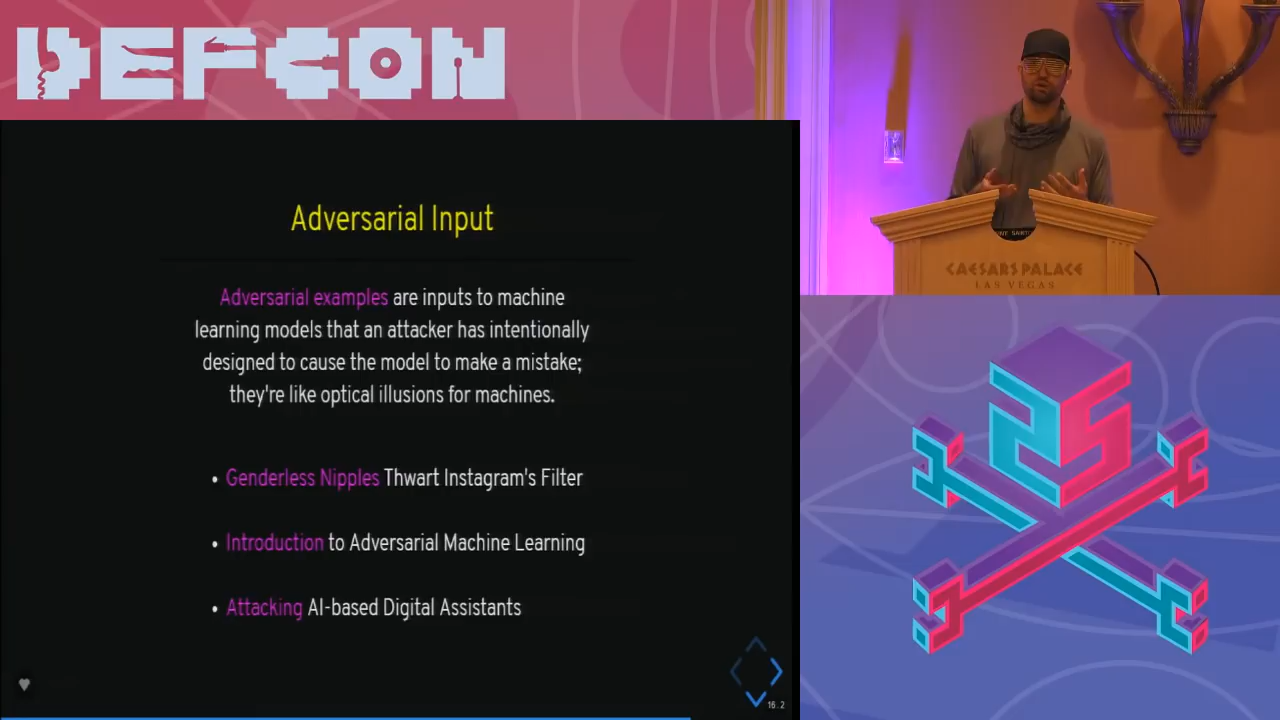 DEFCON
Adversarial Input
Adversarial examples are inputs to machine
learning models that an attacker has intentionally
designed to cause the model to make a mistake;
they're like optical illusions for machines.
• Genderless Nipples Thwart Instagram's Filter
• Introduction to Adversarial Machine Learning
• Attacking AI-based Digital Assistants
16.2
CAESARS PALACE
LAS VEGAS
25